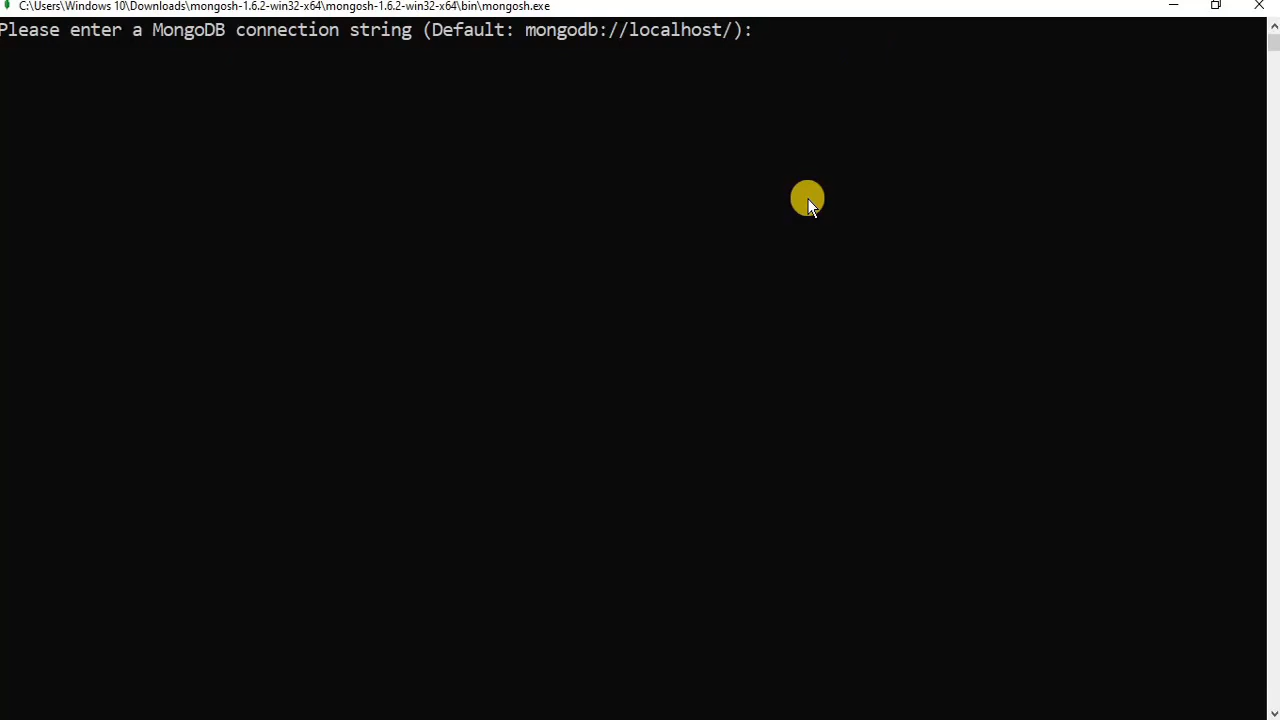 C:\Users\Windows 10\Downloads\mongosh-1.6.2-win32-x64\mongosh-1.6.2-win32-x64\bin\mongosh.exe
Please enter a MongoDB connection string (Default: mongodb://localhost/):